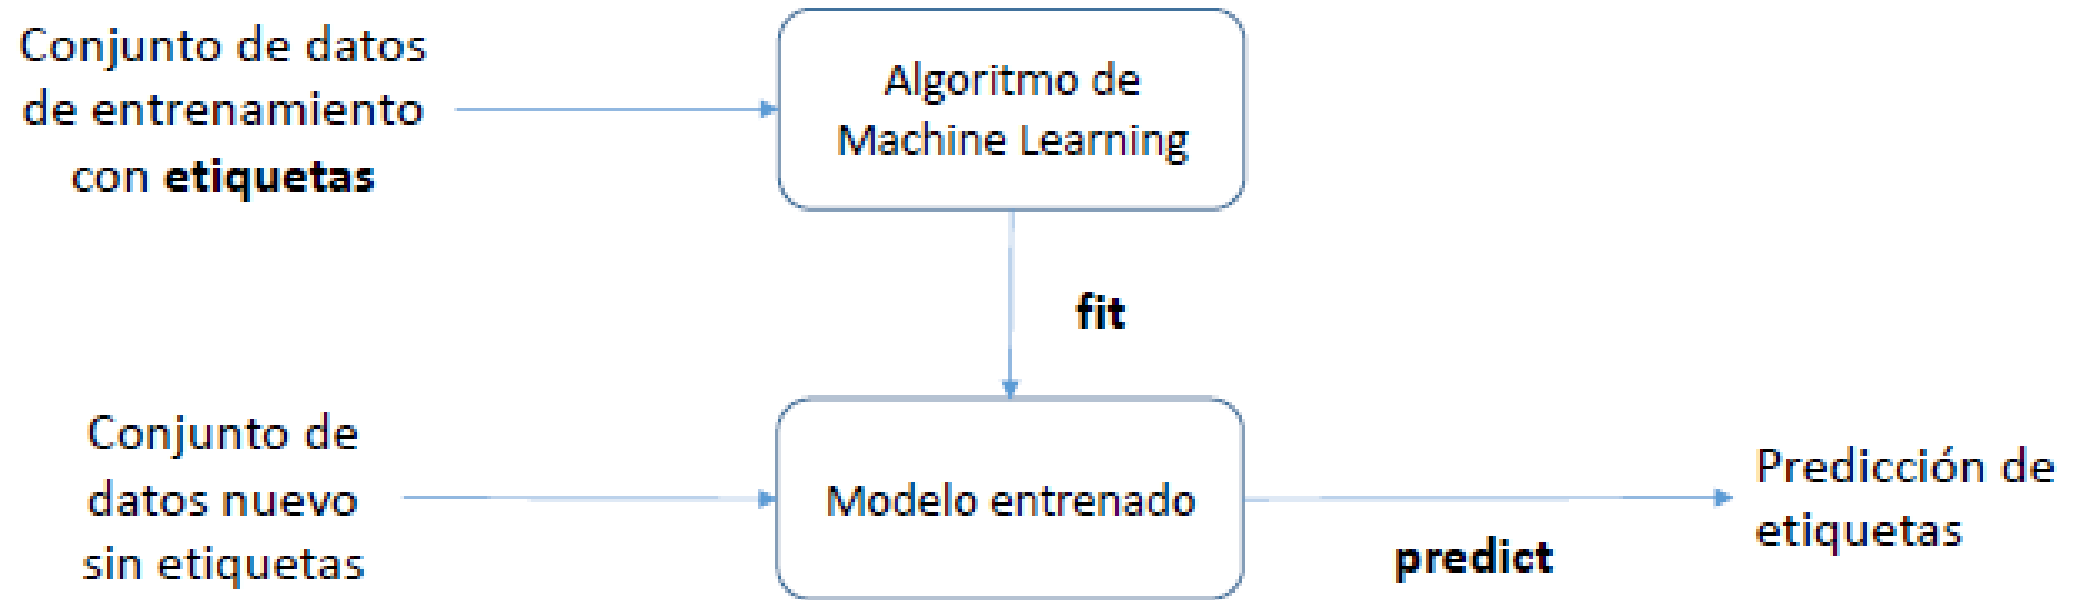 Conjunto de datos
de entrenamiento
con etiquetas
Algoritmo de
Machine Learning
fit
Conjunto de
datos nuevo
sin etiquetas
Modelo entrenado
predict
Predicción de
etiquetas